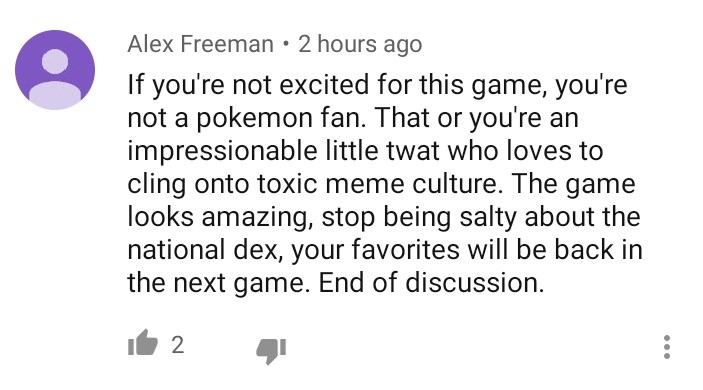 Alex Freeman • 2 hours ago
If you're not excited for this game, you're
not a pokemon fan. That or you're an
impressionable little twat who loves to
cling onto toxic meme culture. The game
looks amazing, stop being salty about the
national dex, your favorites will be back in
the next game. End of discussion.
2